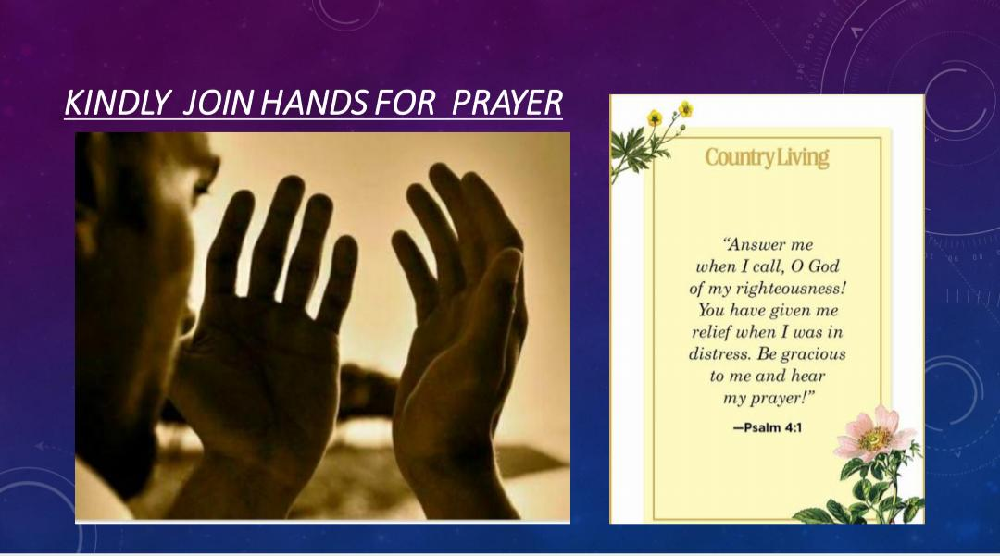 KINDLY JOIN HANDS FOR PRAYER
Country Living
“Answer me
when I call, O God
of my righteousness!
You have given me
relief when I was in
distress. Be gracious
to me and hear
my prayer!”
—Psalm 4:1